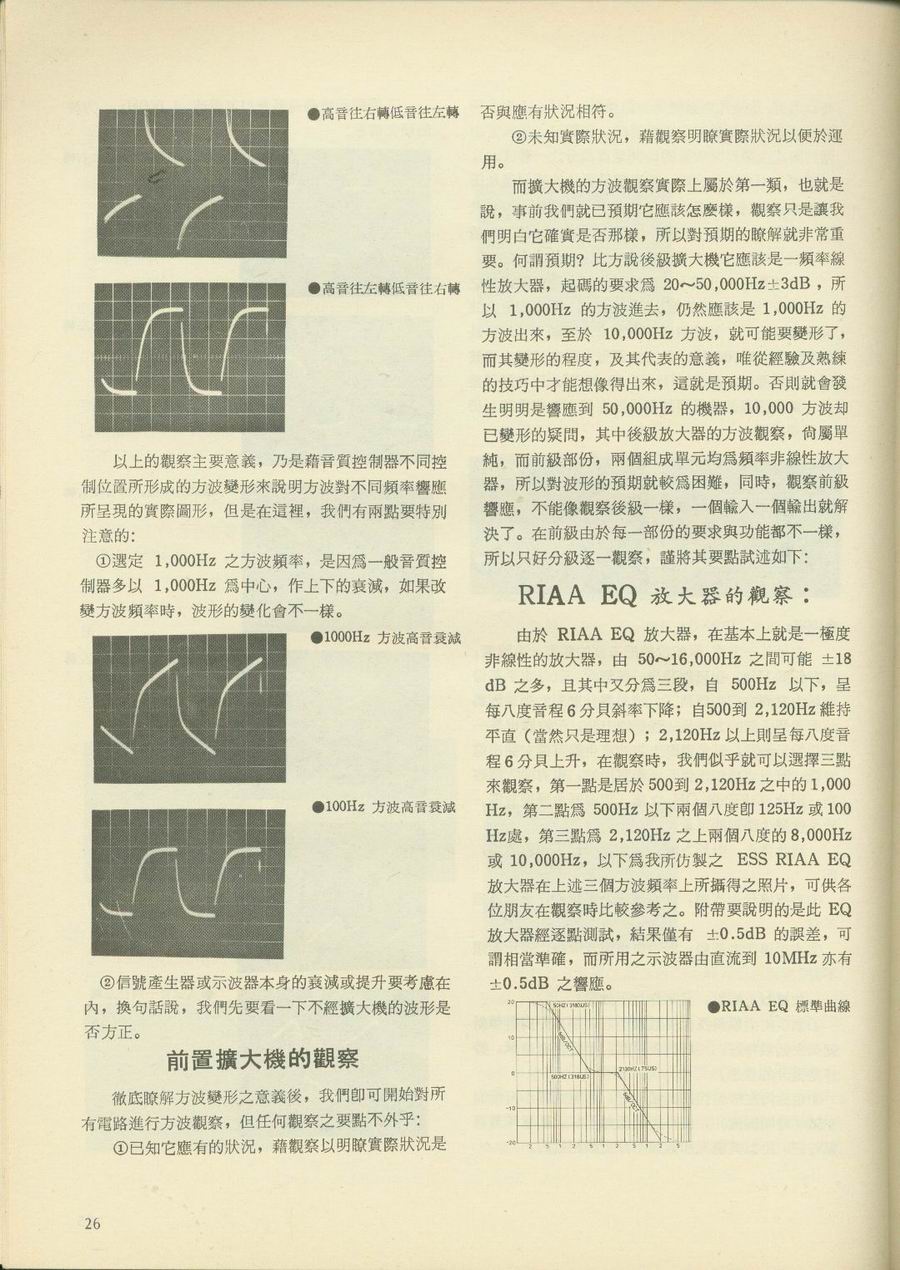 ●高音往右轉低音往左轉
●高音往左轉低音往右轉
以上的觀察主要意義，乃是藉音質控制器不同控
制位置所形成的方波變形來說明方波對不同頻率響應
所呈現的實際圖形，但是在這裡，我們有兩點要特別
注意的：
①選定 1,000Hz 之方波頻率，是因爲一般音質控
制器多以 1,000Hz 爲中心，作上下的衰減，如果改
變方波頻率時，波形的變化會不一樣。
●1000Hz 方波高音衰減
●100Hz 方波高音衰減
②信號產生器或示波器本身的衰減或提升要考慮在
內，換句話說，我們先要看一下不經擴大機的波形是
否方正。
前置擴大機的觀察
徹底瞭解方波變形之意義後，我們卽可開始對所
有電路進行方波觀察，但任何觀察之要點不外乎：
①已知它應有的狀況，藉觀察以明瞭實際狀況是
否與應有狀況相符。
②未知實際狀況，藉觀察明瞭實際狀況以便於運
用。
而擴大機的方波觀察實際上屬於第一類，也就是
說，事前我們就已預期它應該怎麼樣，觀察只是讓我
們明白它確實是否那樣，所以對預期的瞭解就非常重
要。何謂預期？比方說後級擴大機它應該是一頻率線
性放大器，起碼的要求爲 20～50,000Hz±3dB，所
以 1,000Hz 的方波進去，仍然應該是 1,000Hz 的
方波出來，至於 10,000Hz 方波，就可能要變形了，
而其變形的程度，及其代表的意義，唯從經驗及熟練
的技巧中才能想像得出來，這就是預期。否則就會發
生明明是響應到 50,000Hz 的機器，10,000 方波却
已變形的疑問，其中後級放大器的方波觀察，尙屬單
純，而前級部份，兩個組成單元均爲頻率非線性放大
器，所以對波形的預期就較爲困難，同時，觀察前級
響應，不能像觀察後級一樣，一個輸入一個輸出就解
決了。在前級由於每一部份的要求與功能都不一樣，
所以只好分級逐一觀察，謹將其要點試述如下：
RIAA EQ 放大器的觀察：
由於 RIAA EQ 放大器，在基本上就是一極度
非線性的放大器，由 50～16,000Hz 之間可能 ±18
dB 之多，且其中又分爲三段，自 500Hz 以下，呈
每八度音程6分貝斜率下降；自500到 2,120Hz 維持
平直（當然只是理想）；2,120Hz 以上則呈每八度音
程6分貝上升，在觀察時，我們似乎就可以選擇三點
來觀察，第一點是居於500到 2,120Hz 之中的1,000
Hz，第二點爲 500Hz 以下兩個八度卽125Hz 或100
Hz處，第三點爲 2,120Hz 之上兩個八度的8,000Hz
或 10,000Hz，以下爲我所仿製之 ESS RIAA EQ
放大器在上述三個方波頻率上所攝得之照片，可供各
位朋友在觀察時比較參考之。附帶要說明的是此 EQ
放大器經逐點測試，結果僅有 ±0.5dB 的誤差，可
謂相當準確，而所用之示波器由直流到 10MHz 亦有
±0.5dB 之響應。
●RIAA EQ 標準曲線
20
10
0
-10
-20
50HZ(3180US)
6dB/OCT
500HZ(318US)
2120HZ(75US)
6dB/OCT
2 5 1 2 5 1 2 5 1 2 5
26